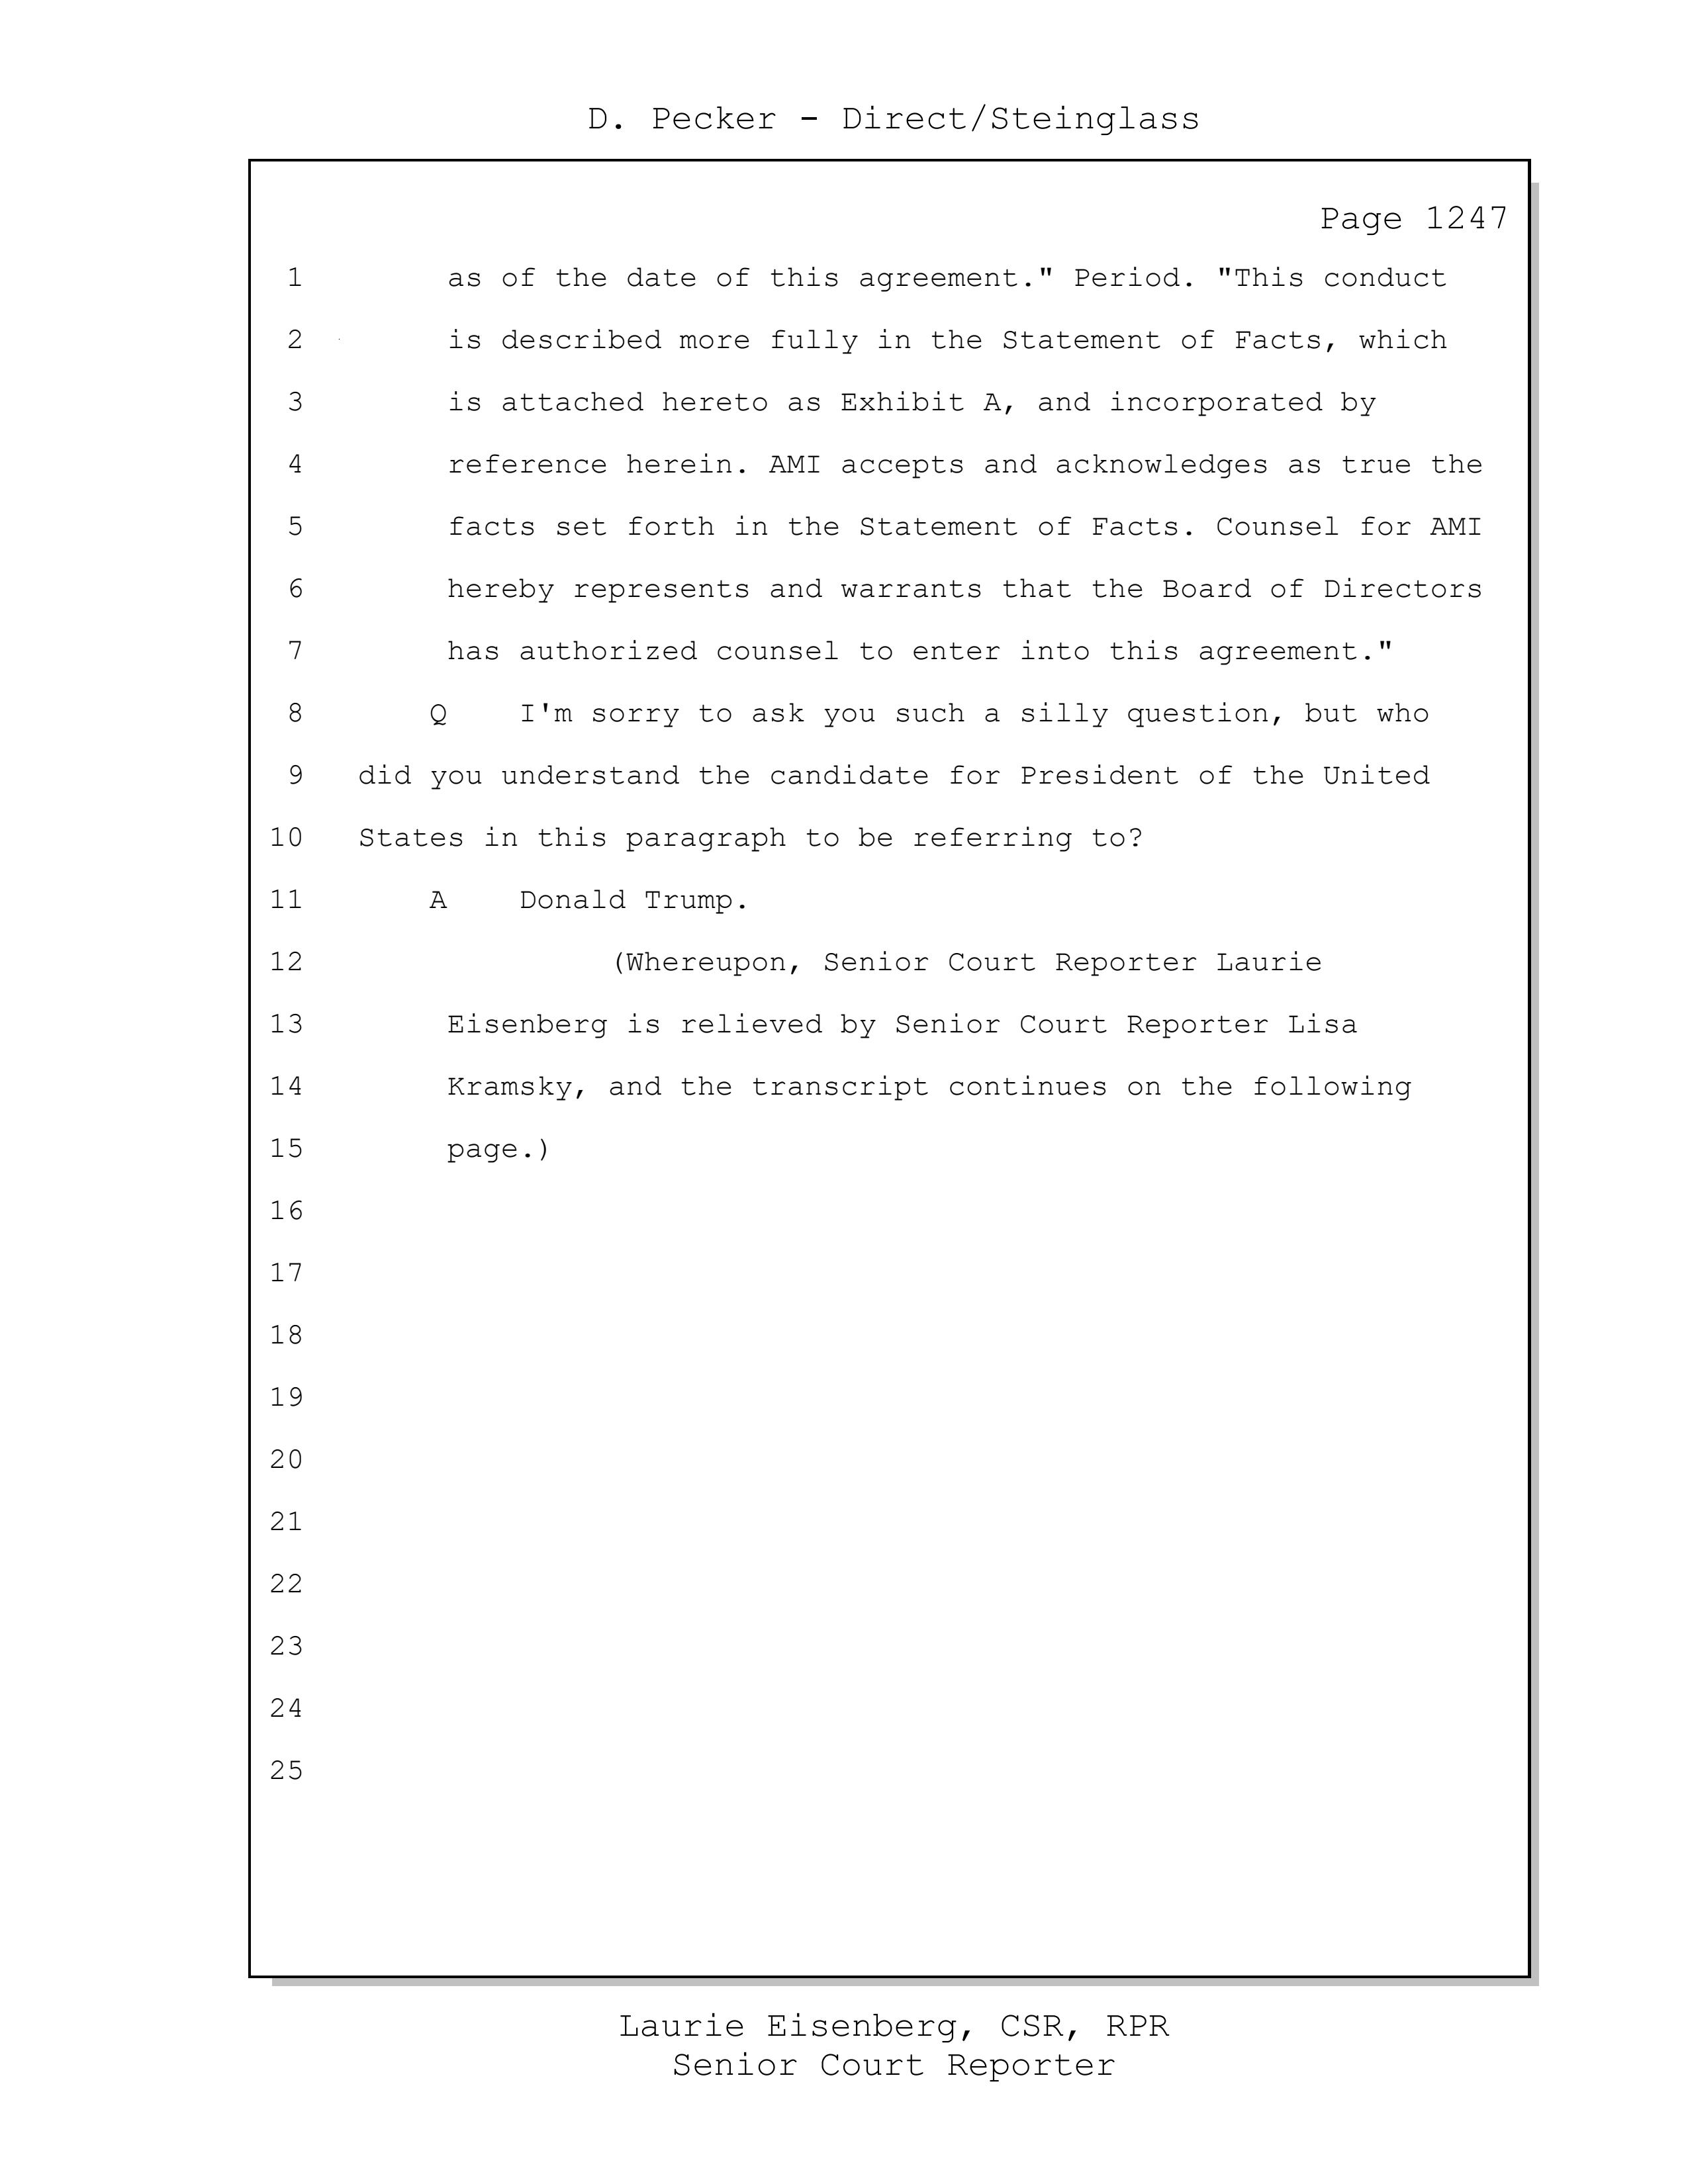 D. Pecker - Direct/Steinglass
Page 1247
1 as of the date of this agreement." Period. "This conduct
2 is described more fully in the Statement of Facts, which
3 is attached hereto as Exhibit A, and incorporated by
4 reference herein. AMI accepts and acknowledges as true the
5 facts set forth in the Statement of Facts. Counsel for AMI
6 hereby represents and warrants that the Board of Directors
7 has authorized counsel to enter into this agreement."
8 Q I'm sorry to ask you such a silly question, but who
9 did you understand the candidate for President of the United
10 States in this paragraph to be referring to?
11 A Donald Trump.
12 (Whereupon, Senior Court Reporter Laurie
13 Eisenberg is relieved by Senior Court Reporter Lisa
14 Kramsky, and the transcript continues on the following
15 page.)
16
17
18
19
20
21
22
23
24
25
Laurie Eisenberg, CSR, RPR
Senior Court Reporter